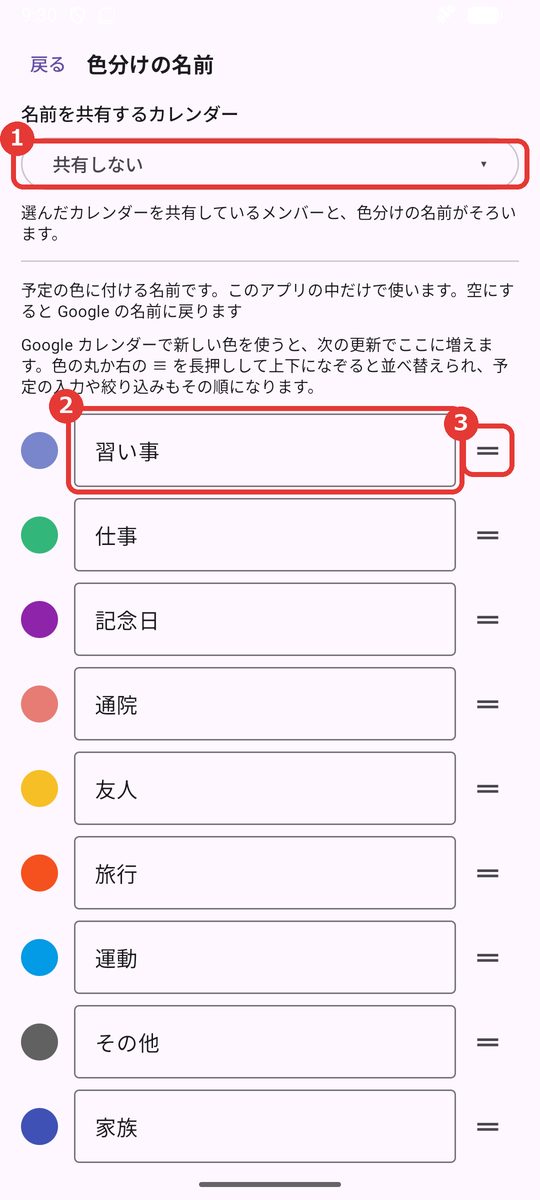 9:30
戻る 色分けの名前
名前を共有するカレンダー
1
共有しない
選んだカレンダーを共有しているメンバーと、色分けの名前がそろい
ます。
予定の色に付ける名前です。このアプリの中だけで使います。空にす
ると Google の名前に戻ります
Google カレンダーで新しい色を使うと、次の更新でここに増えま
す。色の丸か右の ≡ を長押しして上下になぞると並べ替えられ、予
定の入力や絞り込みもその順になります。
2
3
習い事
仕事
記念日
通院
友人
旅行
運動
その他
家族